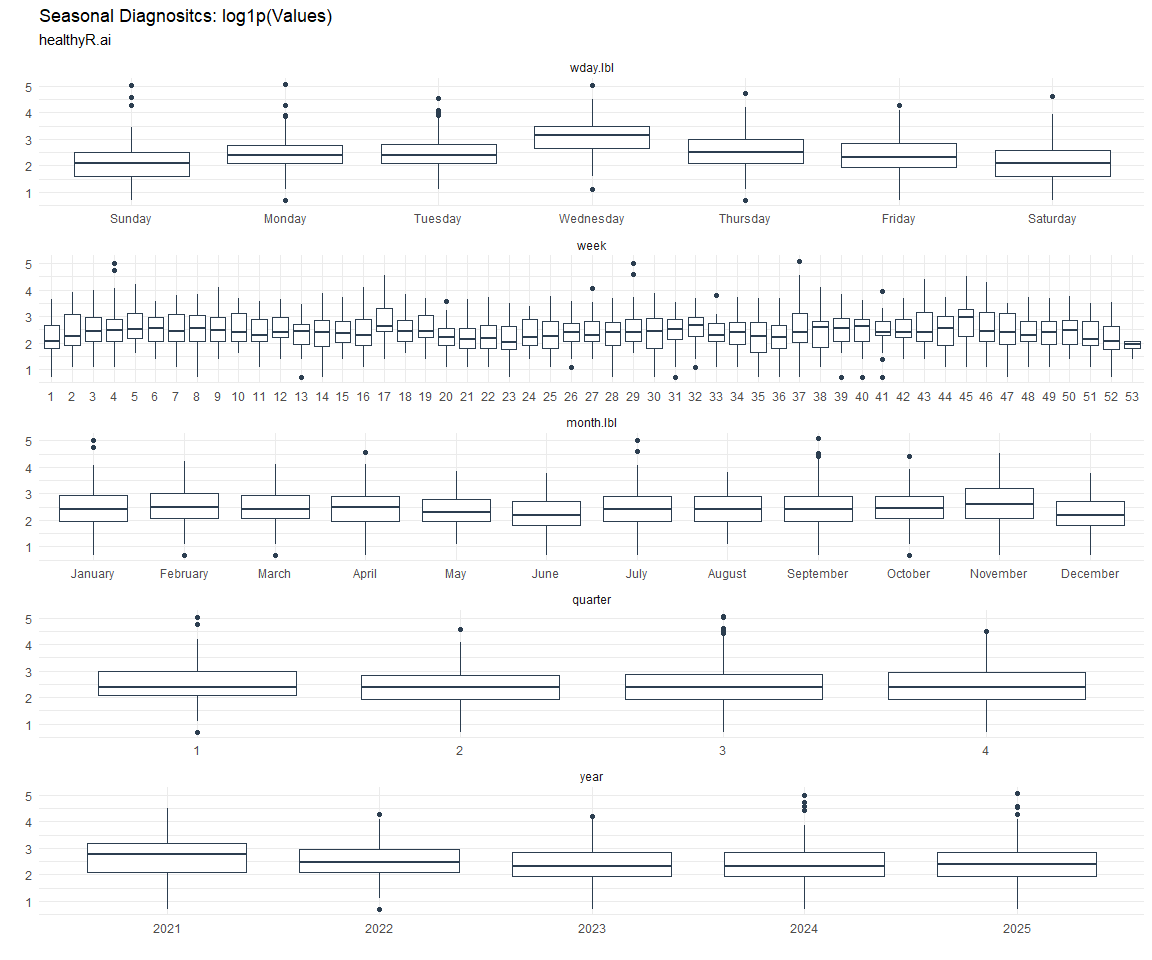 Seasonal Diagnositcs: log1p(Values)
healthyR.ai
wday.lbl
5
4
3
2
1
Sunday Monday Tuesday Wednesday Thursday Friday Saturday
week
5
4
3
2
1
1 2 3 4 5 6 7 8 9 10 11 12 13 14 15 16 17 18 19 20 21 22 23 24 25 26 27 28 29 30 31 32 33 34 35 36 37 38 39 40 41 42 43 44 45 46 47 48 49 50 51 52 53
month.lbl
5
4
3
2
1
January February March April May June July August September October November December
quarter
5
4
3
2
1
1 2 3 4
year
5
4
3
2
1
2021 2022 2023 2024 2025